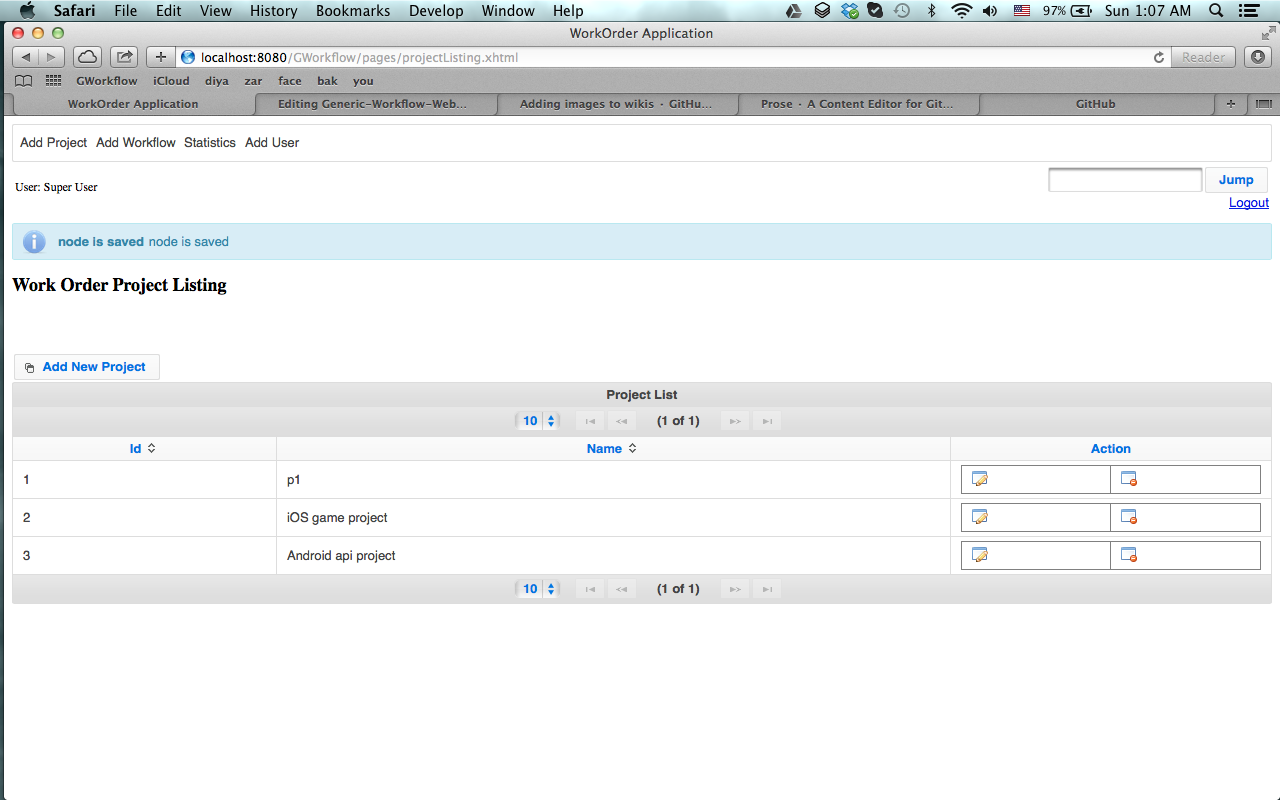 Safari File Edit View History Bookmarks Develop Window Help 97% Sun 1:07 AM
WorkOrder Application
localhost:8080/GWorkflow/pages/projectListing.xhtml Reader
GWorkflow iCloud diya zar face bak you
WorkOrder Application Editing Generic-Workflow-Web... Adding images to wikis · GitHu... Prose · A Content Editor for Git... GitHub
Add Project Add Workflow Statistics Add User
User: Super User Jump
Logout
node is saved node is saved
Work Order Project Listing
Add New Project
Project List
10 (1 of 1)
Id Name Action
1 p1
2 iOS game project
3 Android api project
10 (1 of 1)